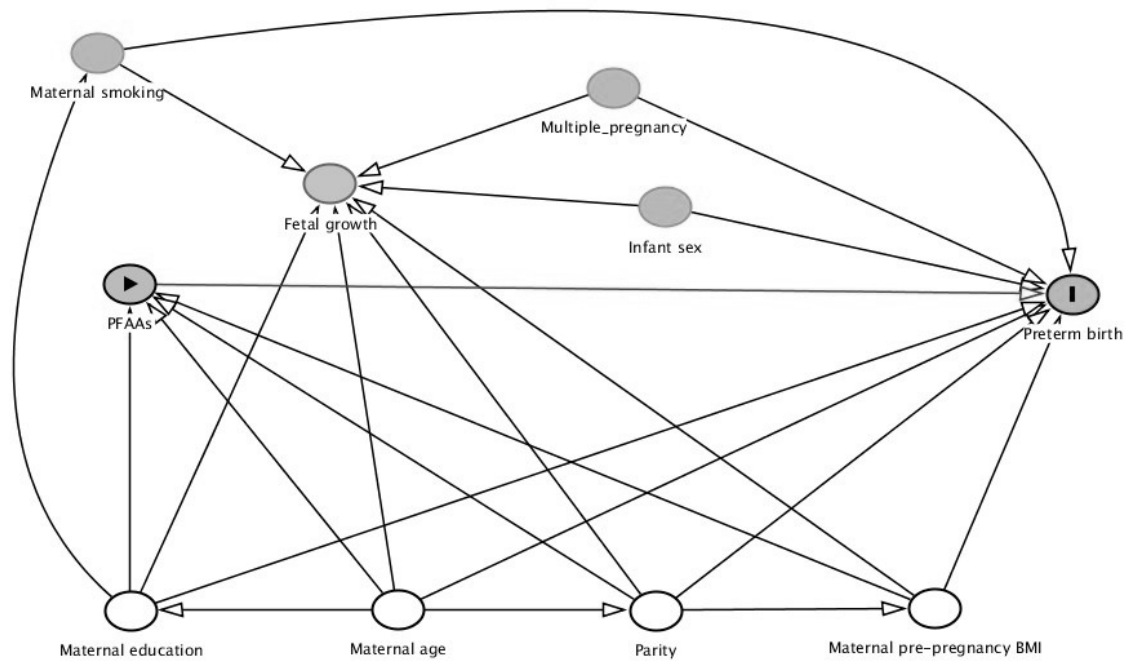 Maternal smoking
Multiple_pregnancy
Fetal growth
Infant sex
PFAAs
Preterm birth
Maternal education
Maternal age
Parity
Maternal pre-pregnancy BMI